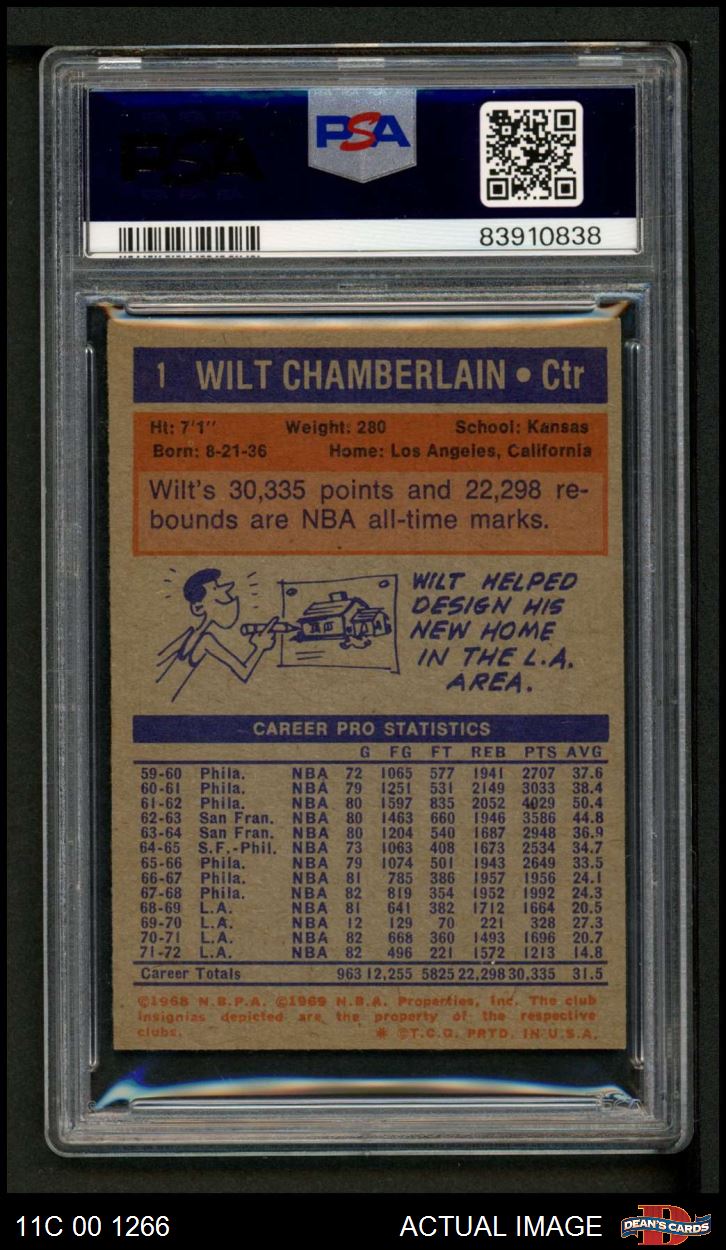 PSA
83910838
1 WILT CHAMBERLAIN • Ctr
Ht: 7'1" Weight: 280 School: Kansas
Born: 8-21-36 Home: Los Angeles, California
Wilt's 30,335 points and 22,298 re-
bounds are NBA all-time marks.
WILT HELPED
DESIGN HIS
NEW HOME
IN THE L.A.
AREA.
CAREER PRO STATISTICS
G FG FT REB PTS AVG
59-60 Phila. NBA 72 1065 577 1941 2707 37.6
60-61 Phila. NBA 79 1251 531 2149 3033 38.4
61-62 Phila. NBA 80 1597 835 2052 4029 50.4
62-63 San Fran. NBA 80 1463 660 1946 3586 44.8
63-64 San Fran. NBA 80 1204 540 1687 2948 36.9
64-65 S.F.-Phil. NBA 73 1063 408 1673 2534 34.7
65-66 Phila. NBA 79 1074 501 1943 2649 33.5
66-67 Phila. NBA 81 785 386 1957 1956 24.1
67-68 Phila. NBA 82 819 354 1952 1992 24.3
68-69 L.A. NBA 81 641 382 1712 1664 20.5
69-70 L.A. NBA 12 129 70 221 328 27.3
70-71 L.A. NBA 82 668 360 1493 1696 20.7
71-72 L.A. NBA 82 496 221 1572 1213 14.8
Career Totals 963 12,255 5825 22,298 30,335 31.5
©1968 N.B.P.A. ©1969 N.B.A. Properties, Inc. The club
insignias depicted are the property of the respective
clubs. * ©T.C.G. PRTD. IN U.S.A.
PSA
11C 00 1266 ACTUAL IMAGE DEAN'S CARDS